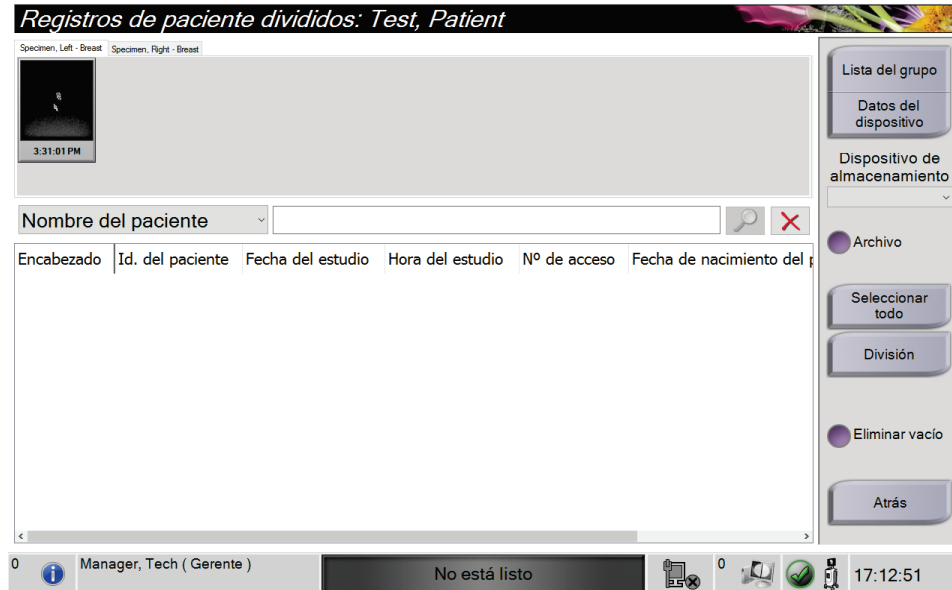 Registros de paciente divididos: Test, Patient
Specimen, Left - Breast
Specimen, Right - Breast
3:31:01 PM
Nombre del paciente
Encabezado Id. del paciente Fecha del estudio Hora del estudio Nº de acceso Fecha de nacimiento del p
Lista del grupo
Datos del
dispositivo
Dispositivo de
almacenamiento
Archivo
Seleccionar
todo
División
Eliminar vacío
Atrás
0
Manager, Tech ( Gerente )
No está listo
0
17:12:51